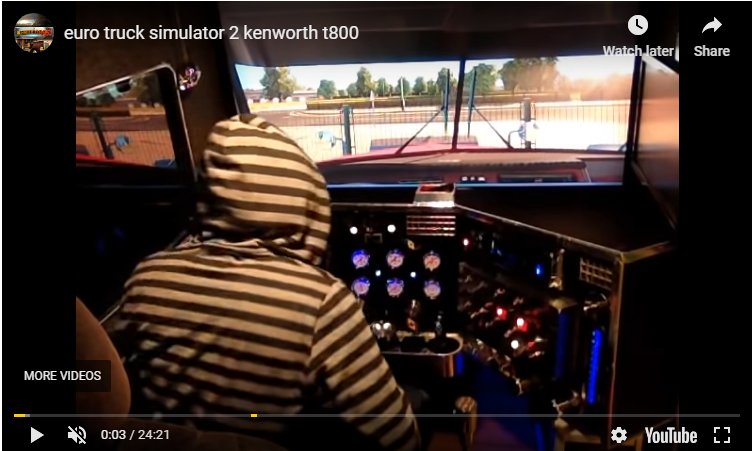 euro truck simulator 2 kenworth t800
Watch later
Share
MORE VIDEOS
0:03 / 24:21
YouTube